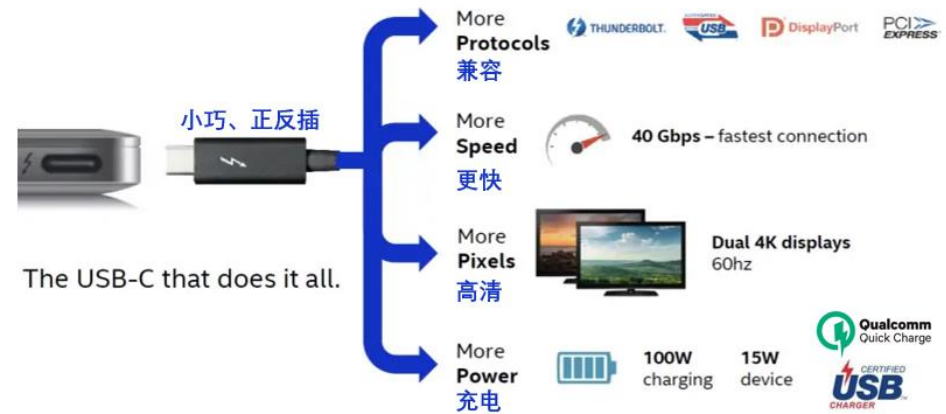 小巧、正反插
The USB-C that does it all.
More
Protocols
兼容
THUNDERBOLT.
CERTIFIED
USB
DisplayPort
PCI
EXPRESS
More
Speed
更快
40 Gbps – fastest connection
More
Pixels
高清
Dual 4K displays
60hz
More
Power
充电
100W
charging
15W
device
Qualcomm
Quick Charge
CERTIFIED
USB
CHARGER